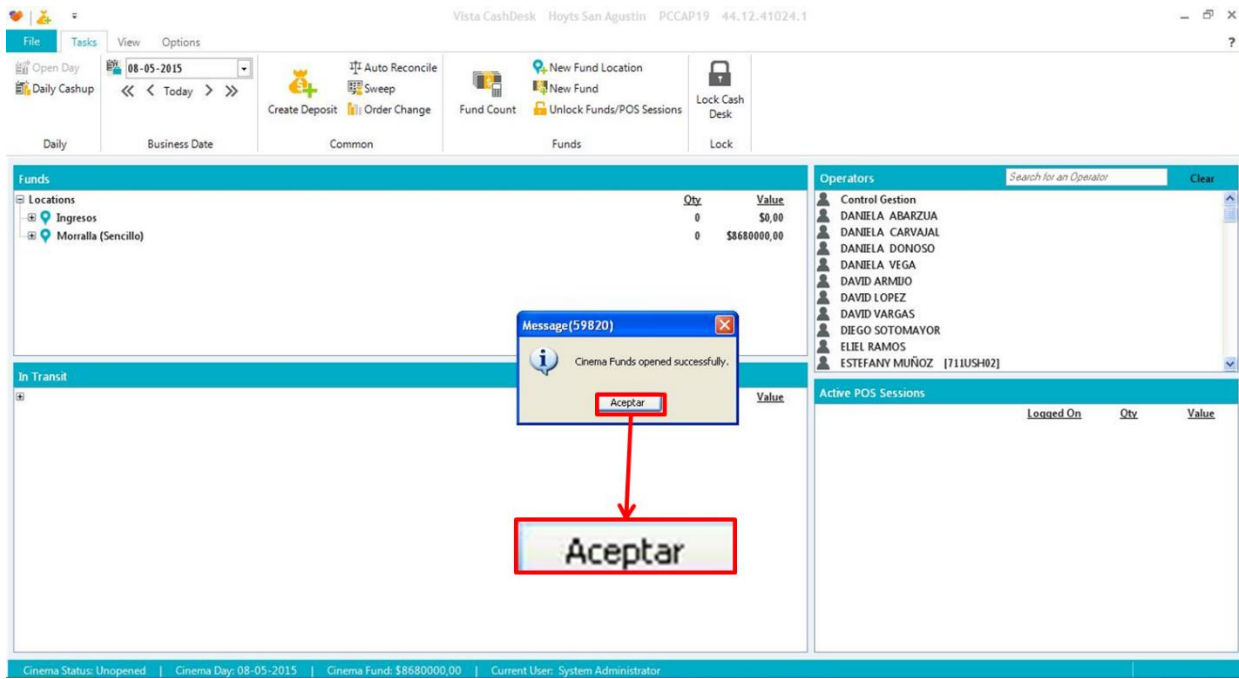 Vista CashDesk Hoyts San Agustin PCCAP19 44.12.41024.1
File Tasks View Options ?
Open Day
Daily Cashup
Daily
08-05-2015
Today
Business Date
Create Deposit
Auto Reconcile
Sweep
Order Change
Common
Fund Count
New Fund Location
New Fund
Unlock Funds/POS Sessions
Funds
Lock Cash
Desk
Lock
Funds
Locations Qty Value
Ingresos 0 $0,00
Morralla (Sencillo) 0 $8680000,00
Operators Search for an Operator Clear
Control Gestion
DANIELA ABARZUA
DANIELA CARVAJAL
DANIELA DONOSO
DANIELA VEGA
DAVID ARMIJO
DAVID LOPEZ
DAVID VARGAS
DIEGO SOTOMAYOR
ELIEL RAMOS
ESTEFANY MUÑOZ [711USH02]
Message(59820)
Cinema Funds opened successfully.
Aceptar
In Transit
Value
Aceptar
Active POS Sessions
Logged On Qty Value
Cinema Status: Unopened | Cinema Day: 08-05-2015 | Cinema Fund: $8680000,00 | Current User: System Administrator